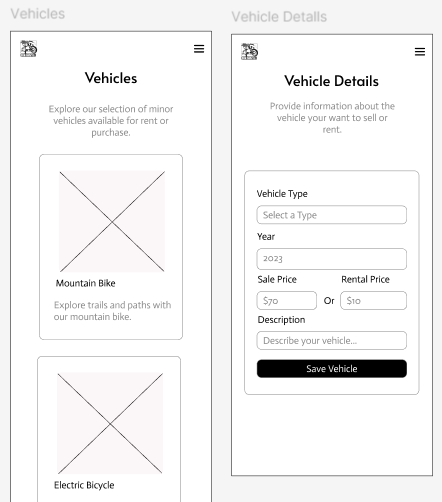 Vehicles
Vehicles
Explore our selection of minor
vehicles available for rent or
purchase.
Mountain Bike
Explore trails and paths with
our mountain bike.
Electric Bicycle
Vehicle Details
Vehicle Details
Provide information about the
vehicle your want to sell or
rent.
Vehicle Type
Select a Type
Year
2023
Sale Price
Rental Price
$70
Or
$10
Description
Describe your vehicle...
Save Vehicle